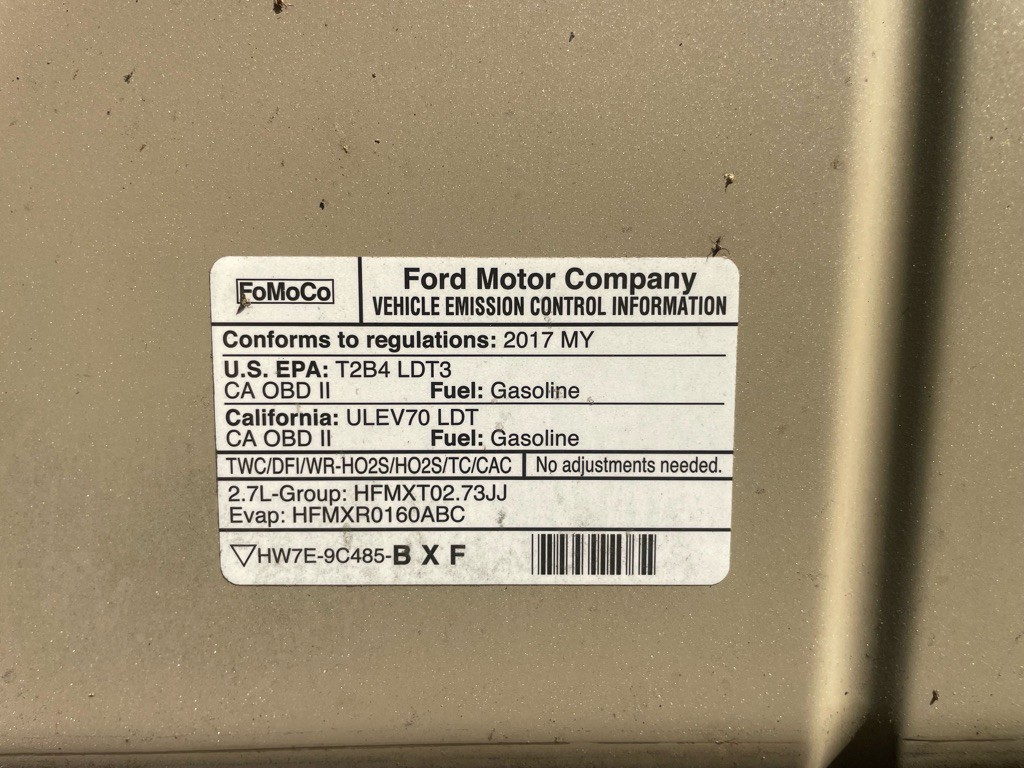 FoMoCo
Ford Motor Company
VEHICLE EMISSION CONTROL INFORMATION
Conforms to regulations: 2017 MY
U.S. EPA: T2B4 LDT3
CA OBD II Fuel: Gasoline
California: ULEV70 LDT
CA OBD II Fuel: Gasoline
TWC/DFI/WR-HO2S/HO2S/TC/CAC No adjustments needed.
2.7L-Group: HFMXT02.73JJ
Evap: HFMXR0160ABC
▽HW7E-9C485-B X F